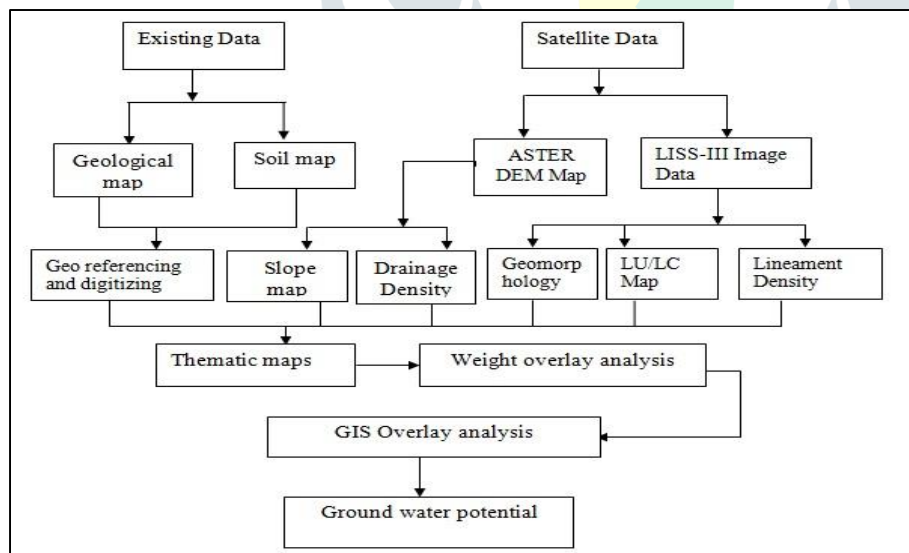 Existing Data
Satellite Data
Geological
map
Soil map
ASTER
DEM Map
LISS-III Image
Data
Geo referencing
and digitizing
Slope
map
Drainage
Density
Geomorp
hology
LU/LC
Map
Lineament
Density
Thematic maps
Weight overlay analysis
GIS Overlay analysis
Ground water potential